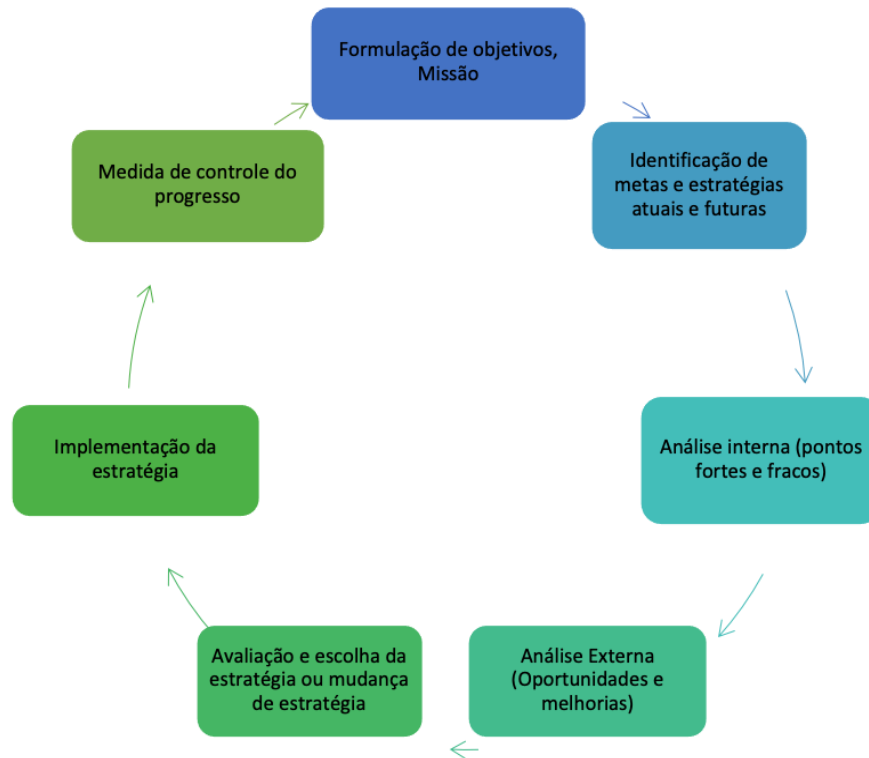 Formulação de objetivos,
Missão
Identificação de
metas e estratégias
atuais e futuras
Análise interna (pontos
fortes e fracos)
Análise Externa
(Oportunidades e
melhorias)
Avaliação e escolha da
estratégia ou mudança
de estratégia
Implementação da
estratégia
Medida de controle do
progresso